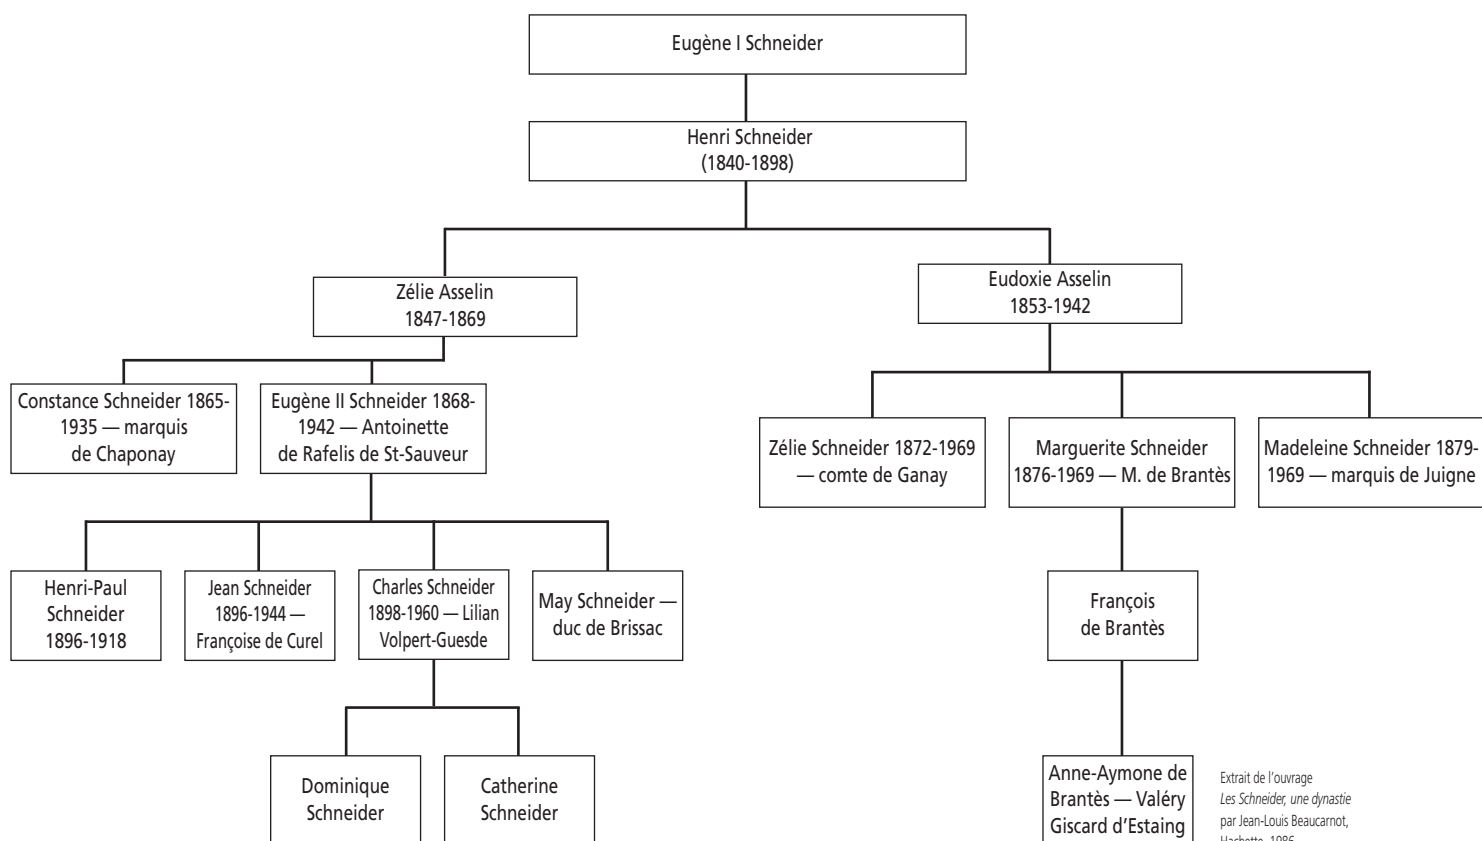 Eugène I Schneider
Henri Schneider
(1840-1898)
Zélie Asselin
1847-1869
Eudoxie Asselin
1853-1942
Constance Schneider 1865-
1935 — marquis
de Chaponay
Eugène II Schneider 1868-
1942 — Antoinette
de Rafelis de St-Sauveur
Zélie Schneider 1872-1969
— comte de Ganay
Marguerite Schneider
1876-1969 — M. de Brantès
Madeleine Schneider 1879-
1969 — marquis de Juigne
Henri-Paul
Schneider
1896-1918
Jean Schneider
1896-1944 —
Françoise de Curel
Charles Schneider
1898-1960 — Lilian
Volpert-Guesde
May Schneider —
duc de Brissac
François
de Brantès
Dominique
Schneider
Catherine
Schneider
Anne-Aymone de
Brantès — Valéry
Giscard d’Estaing
Extrait de l’ouvrage
Les Schneider, une dynastie
par Jean-Louis Beaucarnot,
Hachette, 1986